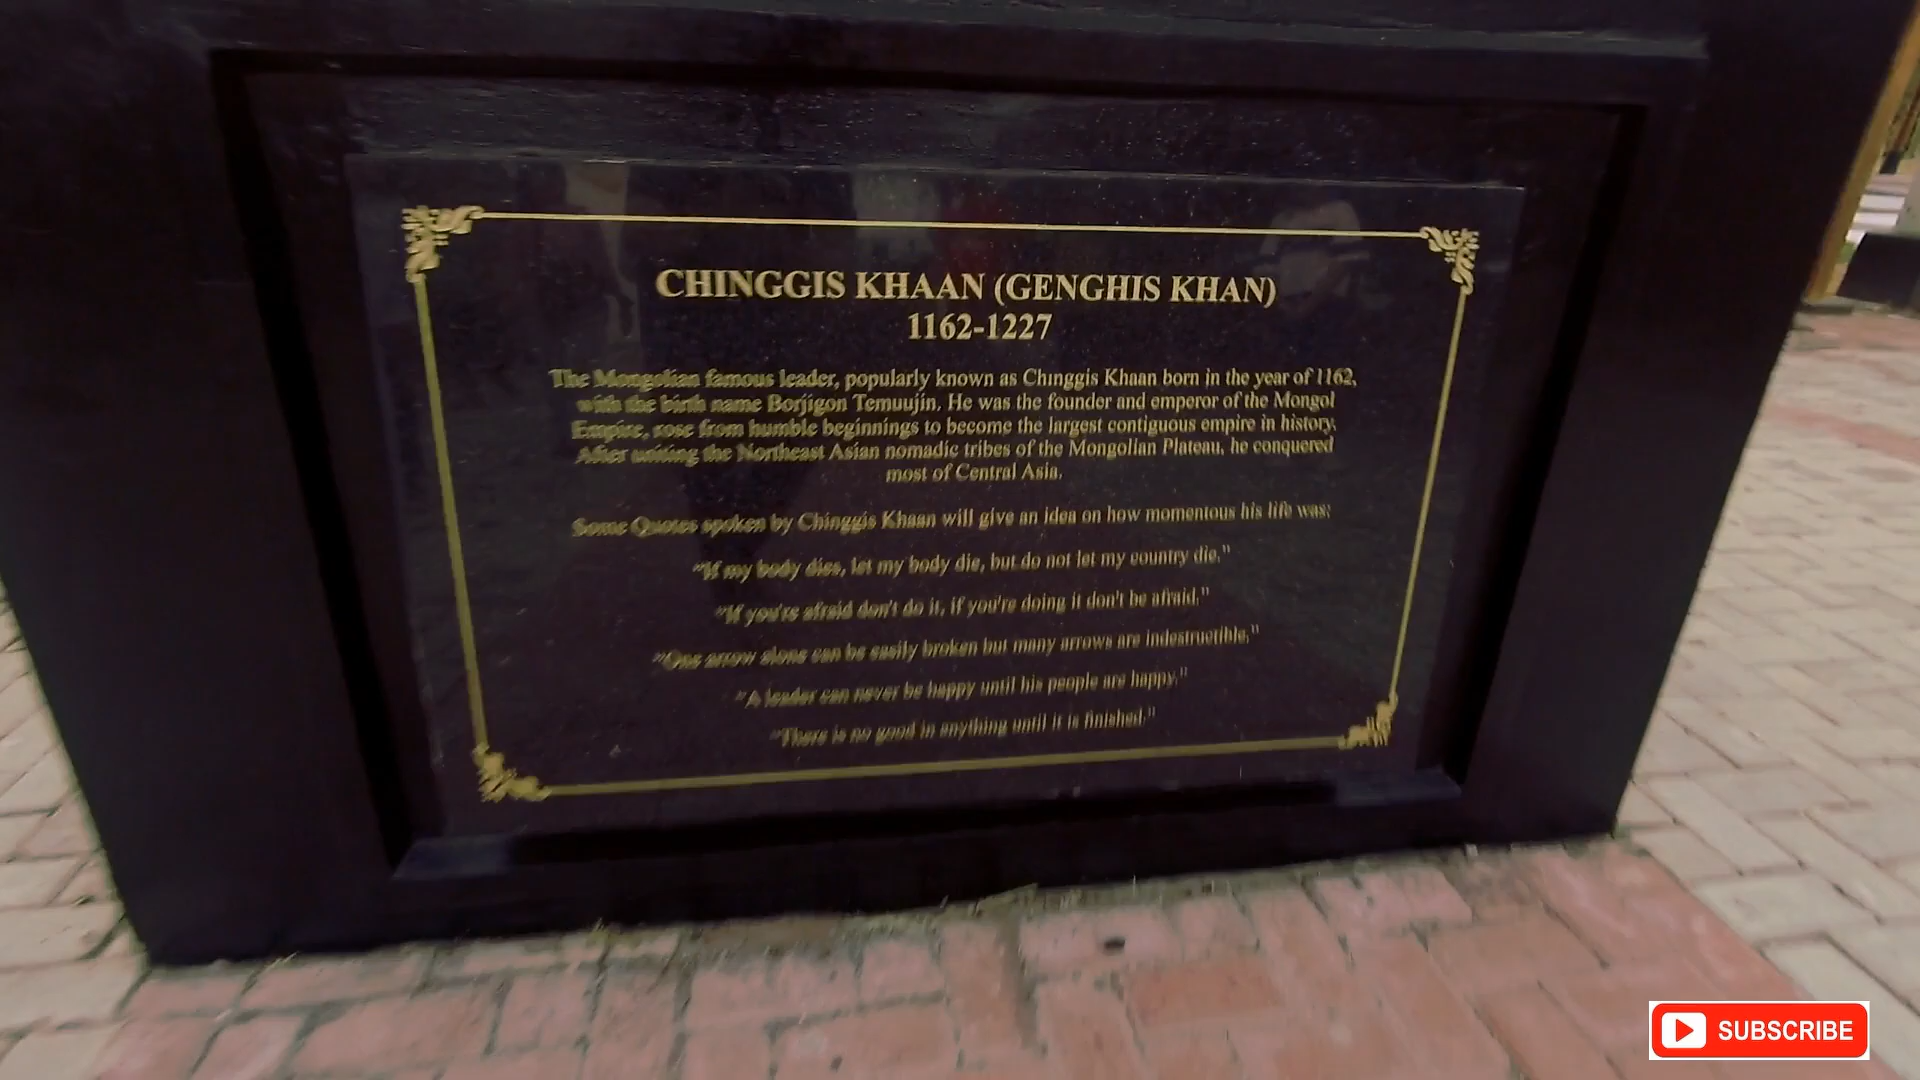 CHINGGIS KHAAN (GENGHIS KHAN)
1162-1227
The Mongolian famous leader, popularly known as Chinggis Khaan born in the year of 1162,
with the birth name Borjigon Temuujin. He was the founder and emperor of the Mongol
Empire, rose from humble beginnings to become the largest contiguous empire in history.
After uniting the Northeast Asian nomadic tribes of the Mongolian Plateau, he conquered
most of Central Asia.
Some Quotes spoken by Chinggis Khaan will give an idea on how momentous his life was:
"If my body dies, let my body die, but do not let my country die."
"If you're afraid don't do it, if you're doing it don't be afraid."
"One arrow alone can be easily broken but many arrows are indestructible."
"A leader can never be happy until his people are happy."
"There is no good in anything until it is finished."
SUBSCRIBE